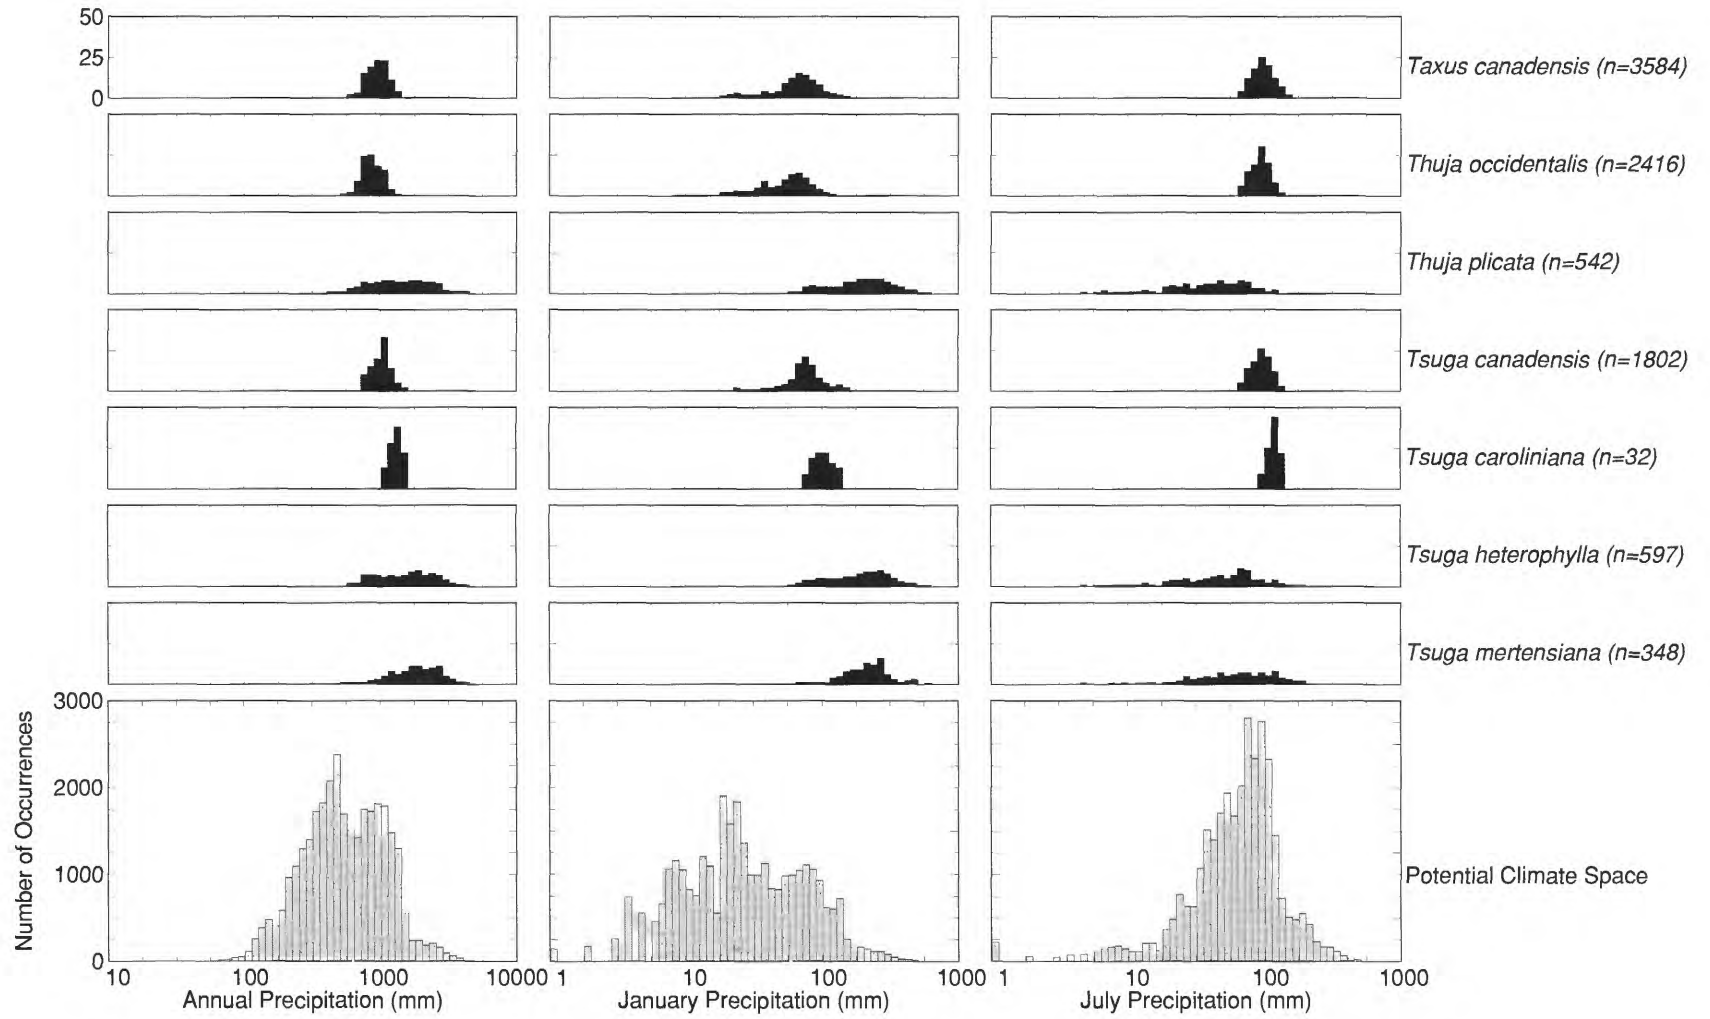 50
25
0
Taxus canadensis (n=3584)
Thuja occidentalis (n=2416)
Thuja plicata (n=542)
Tsuga canadensis (n=1802)
Tsuga caroliniana (n=32)
Tsuga heterophylla (n=597)
Tsuga mertensiana (n=348)
3000
2000
1000
0
Number of Occurrences
Potential Climate Space
10 100 1000 10000
1 10 100 1000
1 10 100 1000
Annual Precipitation (mm)
January Precipitation (mm)
July Precipitation (mm)